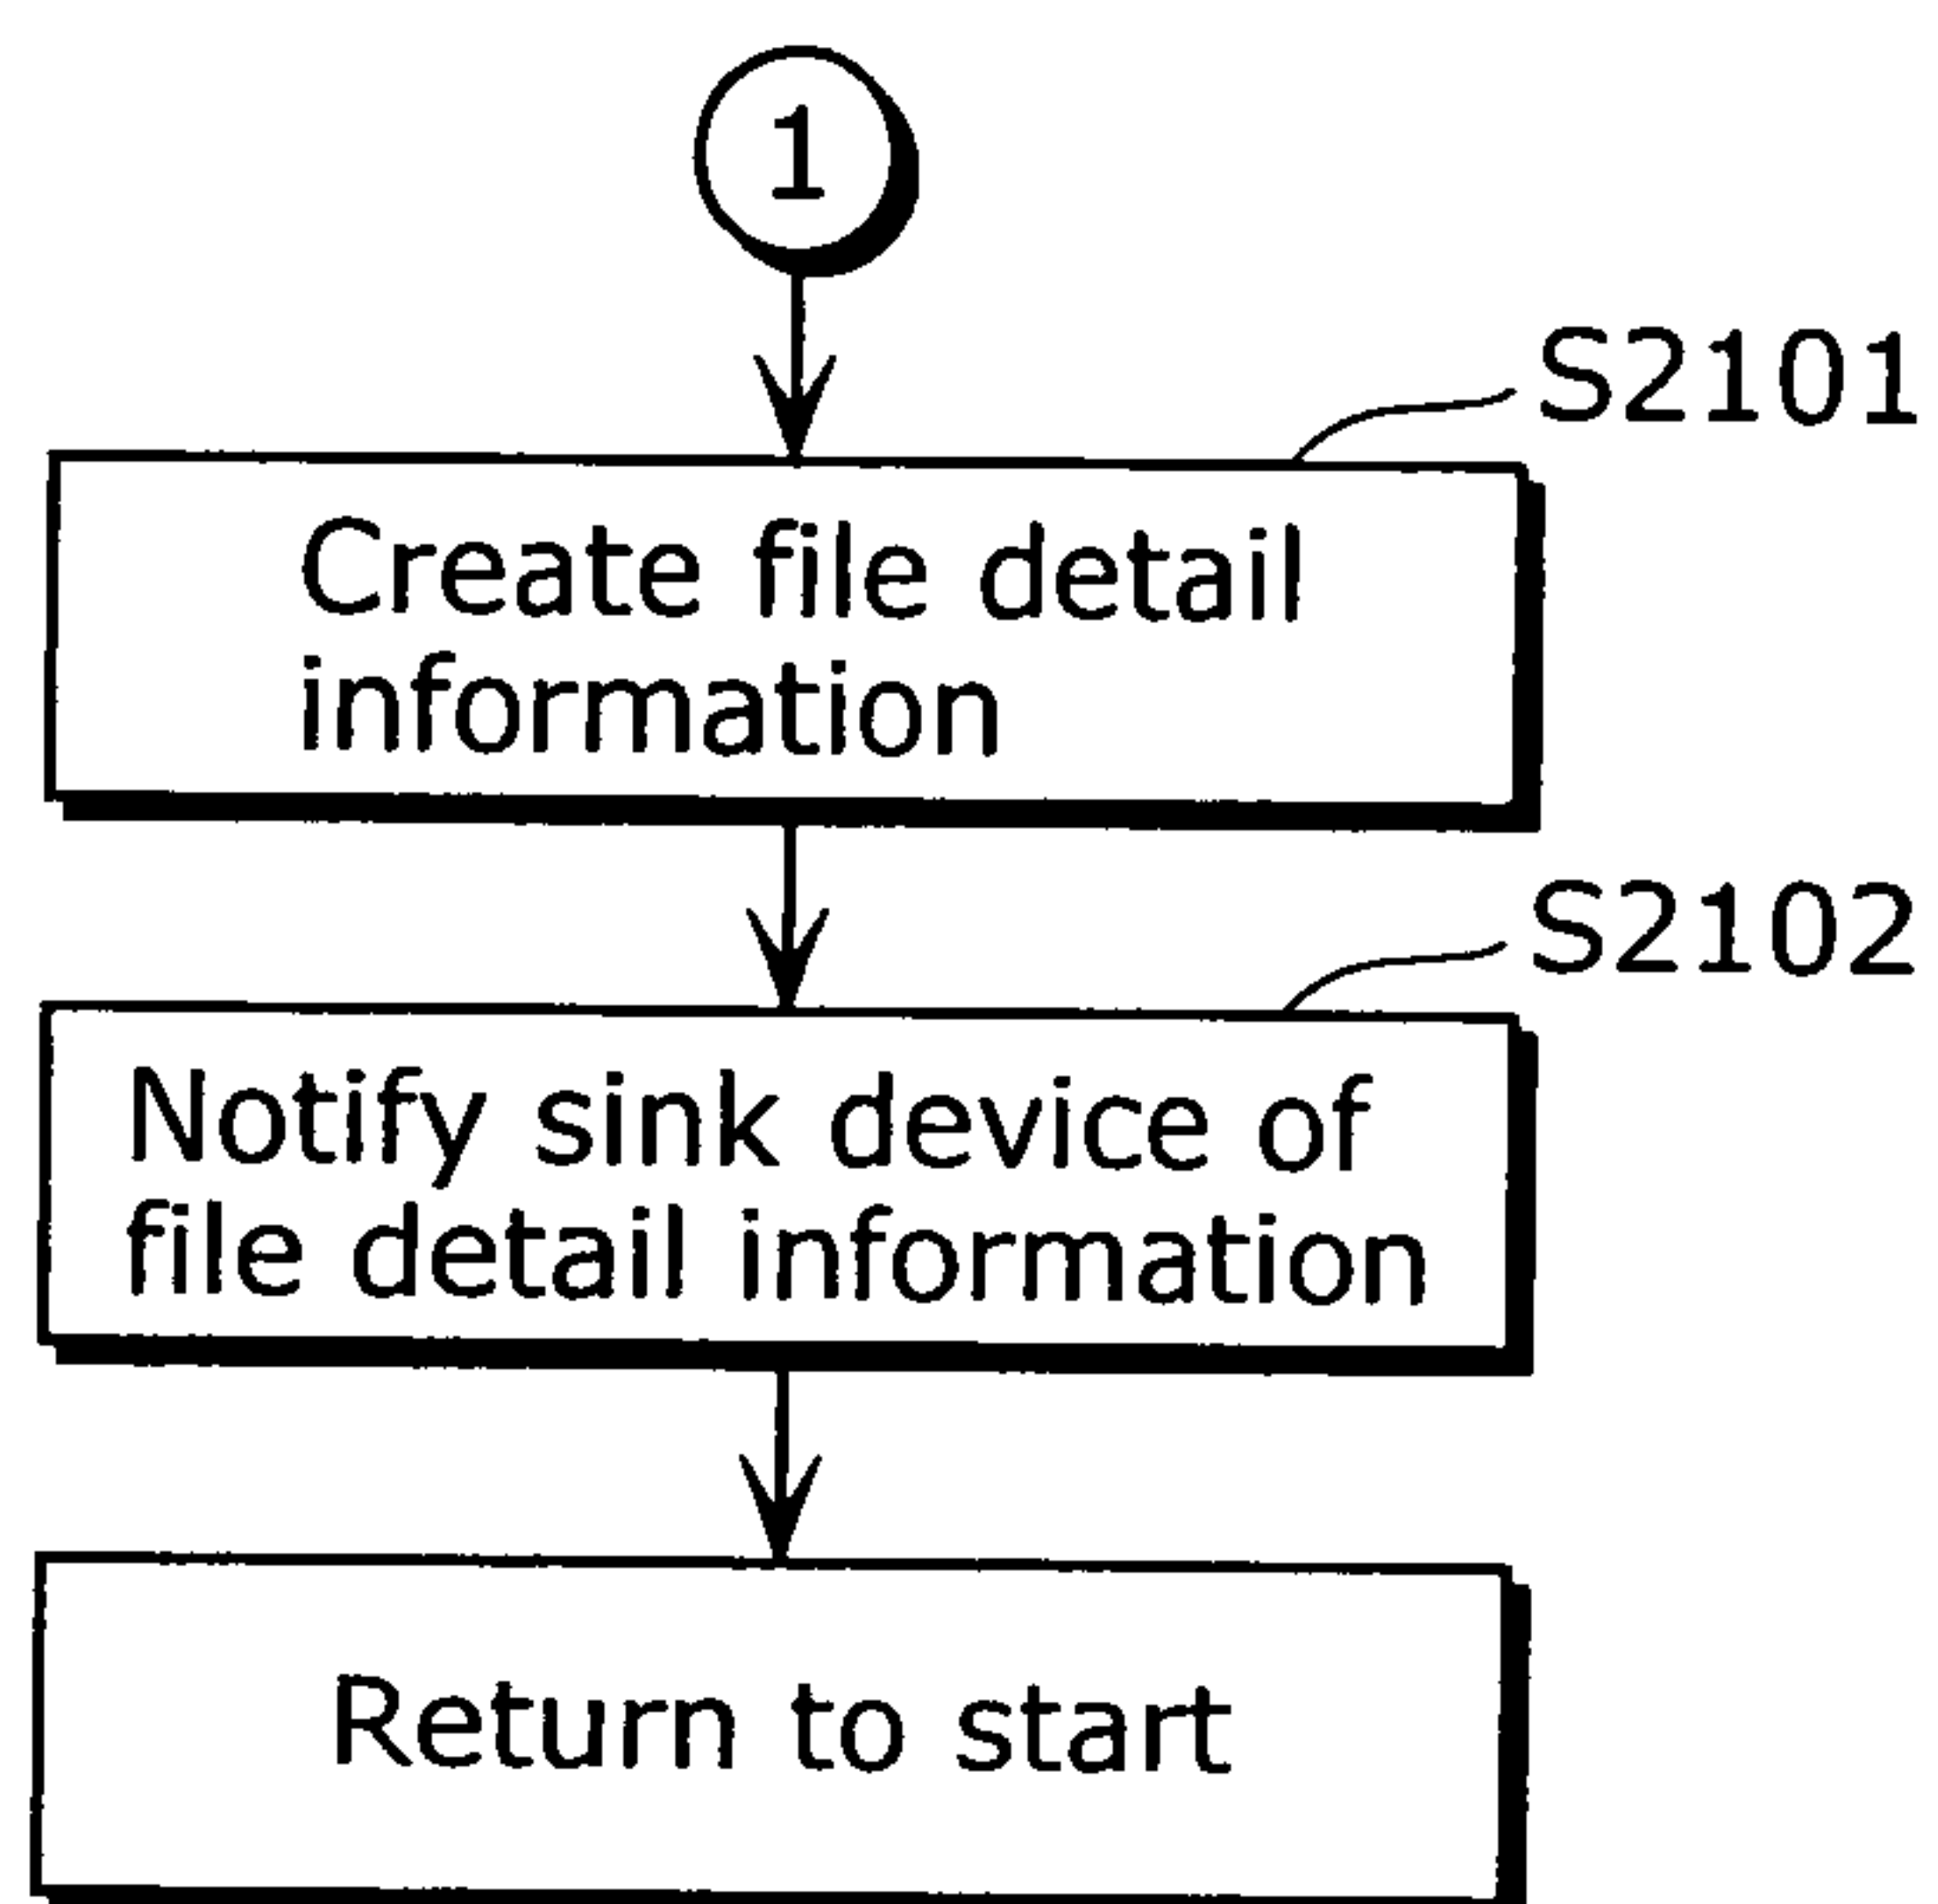 1
S2101
Create file detail
information
S2102
Notify sink device of
file detail information
Return to start